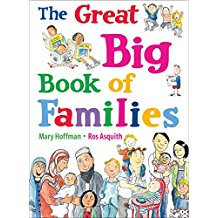 The Great
Big
Book of
Families
Mary Hoffman • Ros Asquith